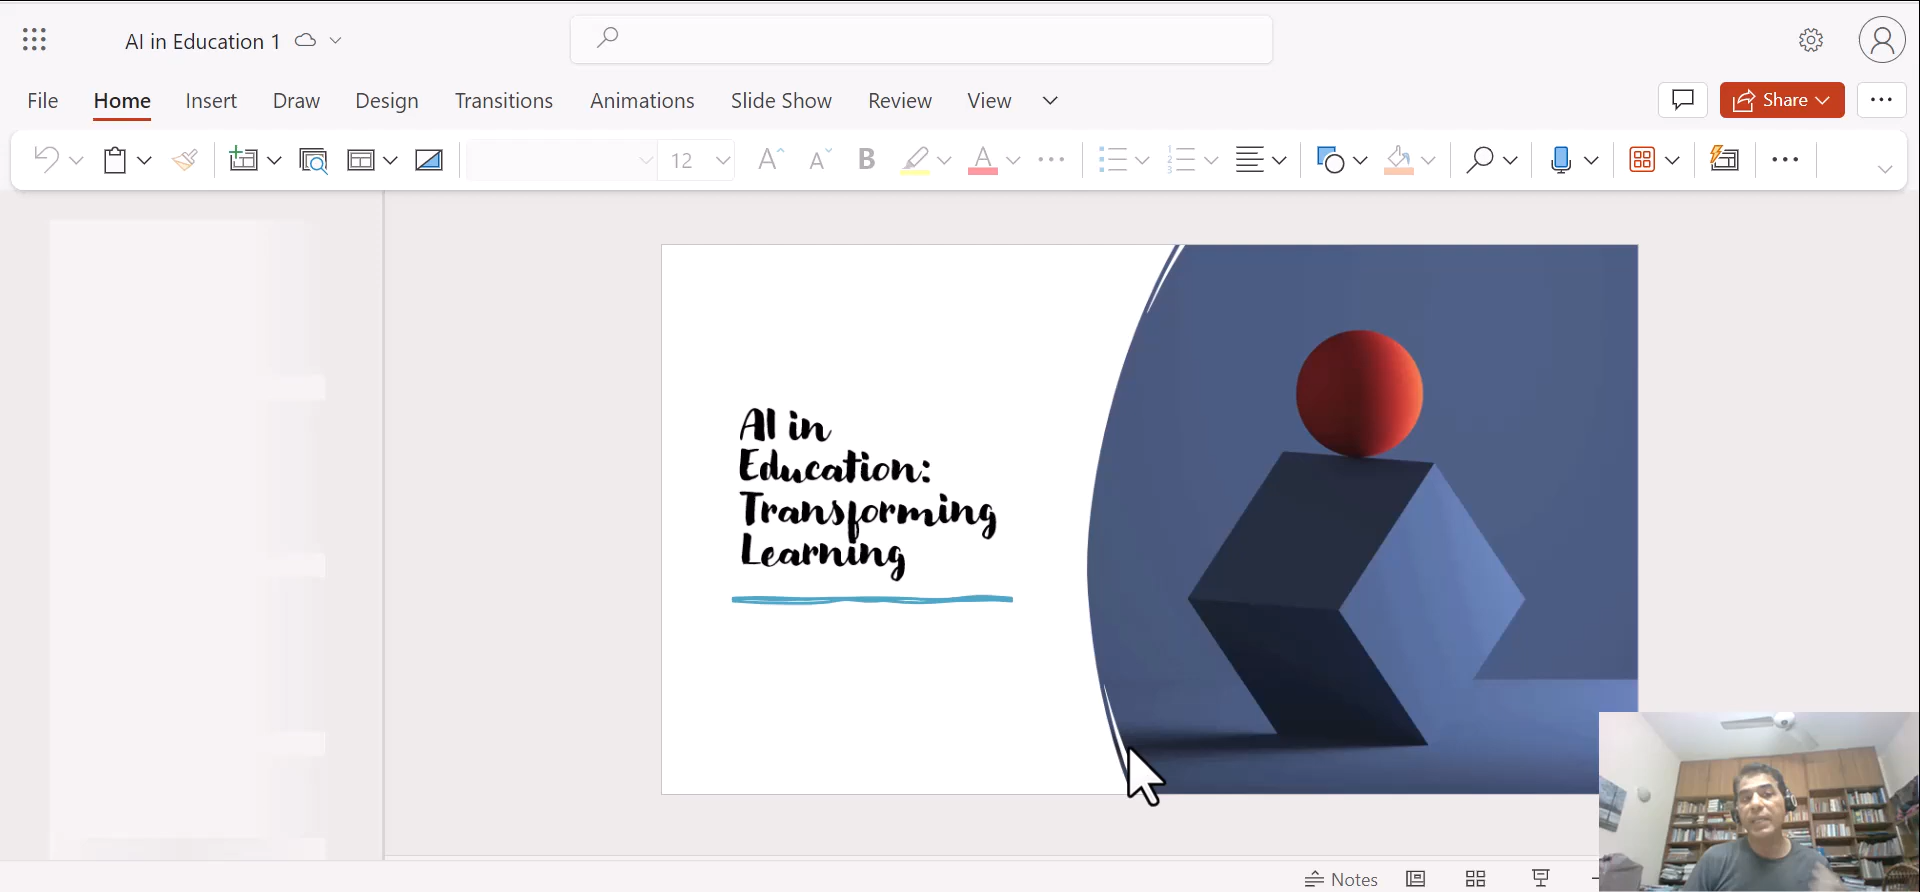 AI in Education 1
File Home Insert Draw Design Transitions Animations Slide Show Review View
Share
12 A A B A
AI in
Education:
Transforming
Learning
Notes